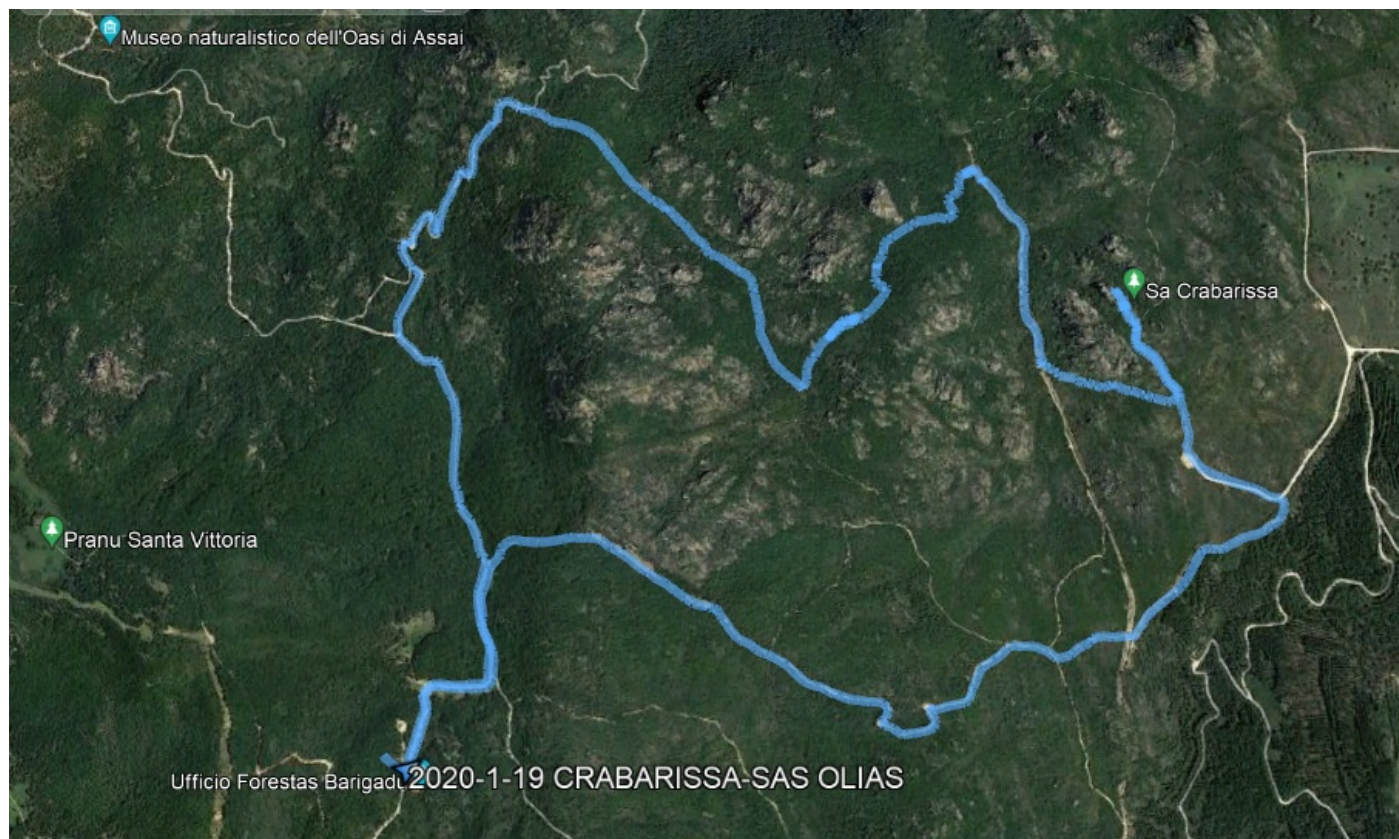 Museo naturalistico dell'Oasi di Assai
Sa Crabarissa
Pranu Santa Vittoria
Ufficio Forestas
2020-1-19 CRABARISSA-SAS OLIAS